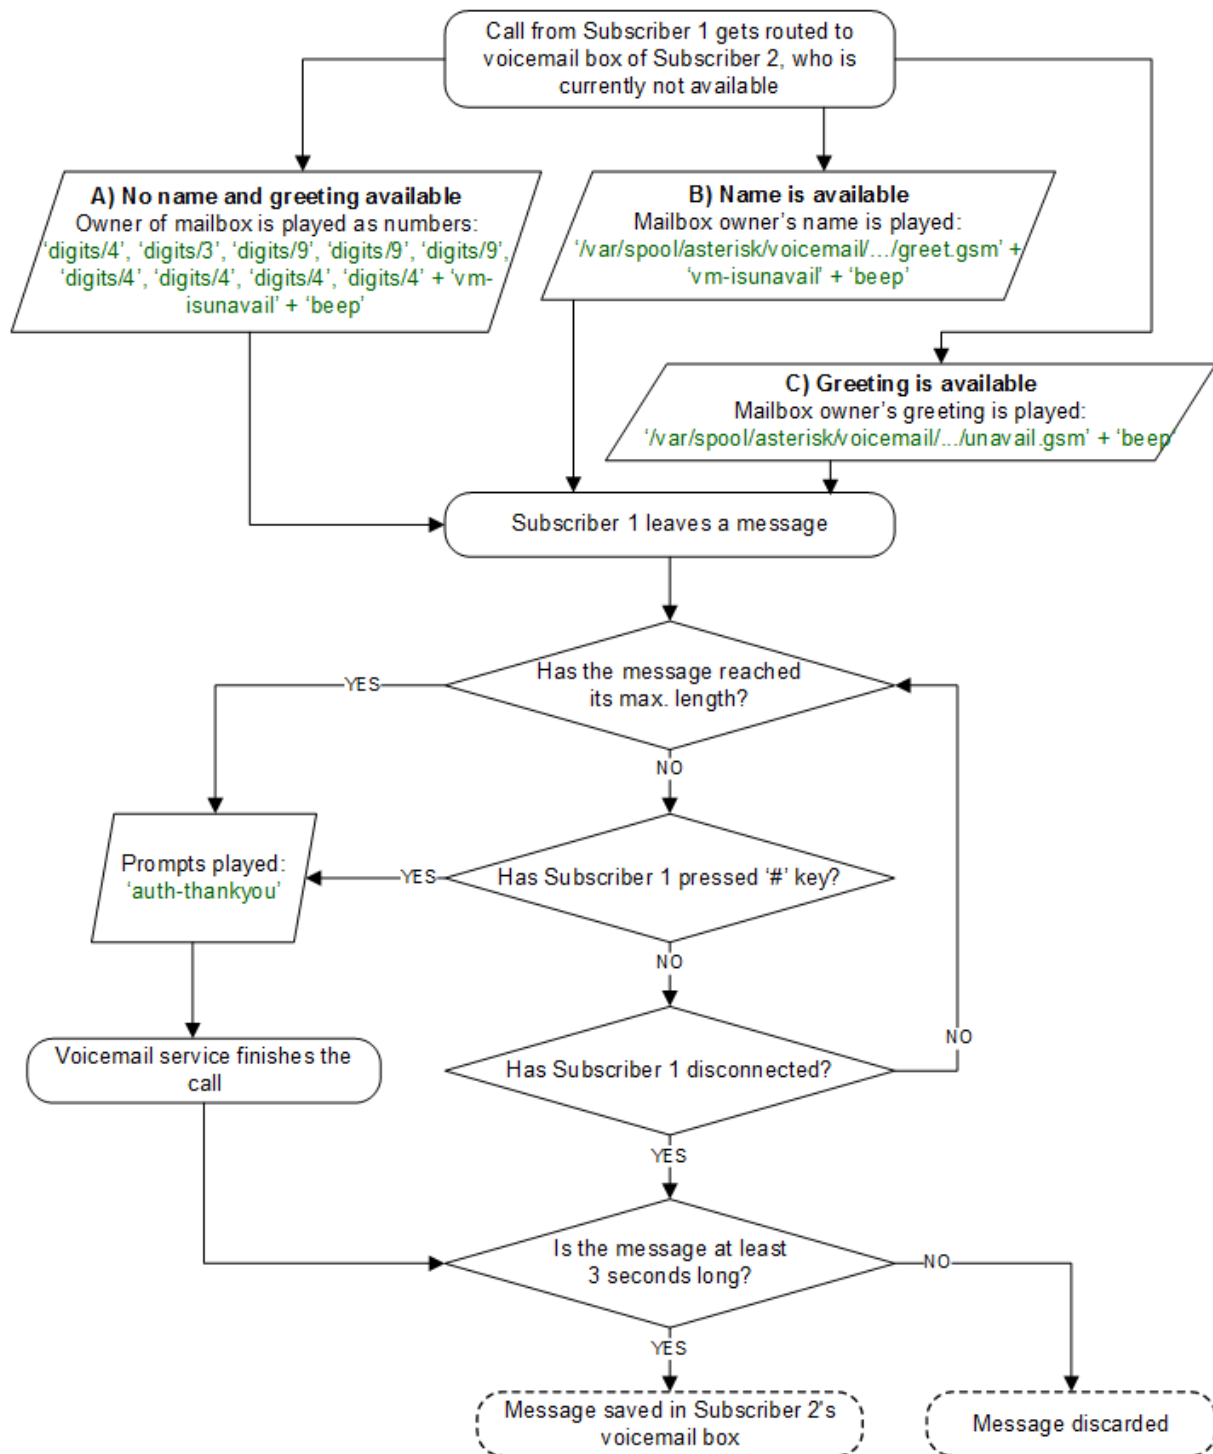 Call from Subscriber 1 gets routed to
voicemail box of Subscriber 2, who is
currently not available
A) No name and greeting available
Owner of mailbox is played as numbers:
‘digits/4’, ‘digits/3’, ‘digits/9’, ‘digits/9’, ‘digits/9’,
‘digits/4’, ‘digits/4’, ‘digits/4’, ‘digits/4’ + ‘vm-
isunavail’ + ‘beep’
B) Name is available
Mailbox owner’s name is played:
‘/var/spool/asterisk/voicemail/.../greet.gsm’ +
‘vm-isunavail’ + ‘beep’
C) Greeting is available
Mailbox owner’s greeting is played:
‘/var/spool/asterisk/voicemail/.../unavail.gsm’ + ‘beep’
Subscriber 1 leaves a message
Has the message reached
its max. length?
YES
NO
Prompts played:
‘auth-thankyou’
YES
Has Subscriber 1 pressed ‘#’ key?
NO
Voicemail service finishes the
call
Has Subscriber 1 disconnected?
NO
YES
Is the message at least
3 seconds long?
NO
YES
Message saved in Subscriber 2's
voicemail box
Message discarded